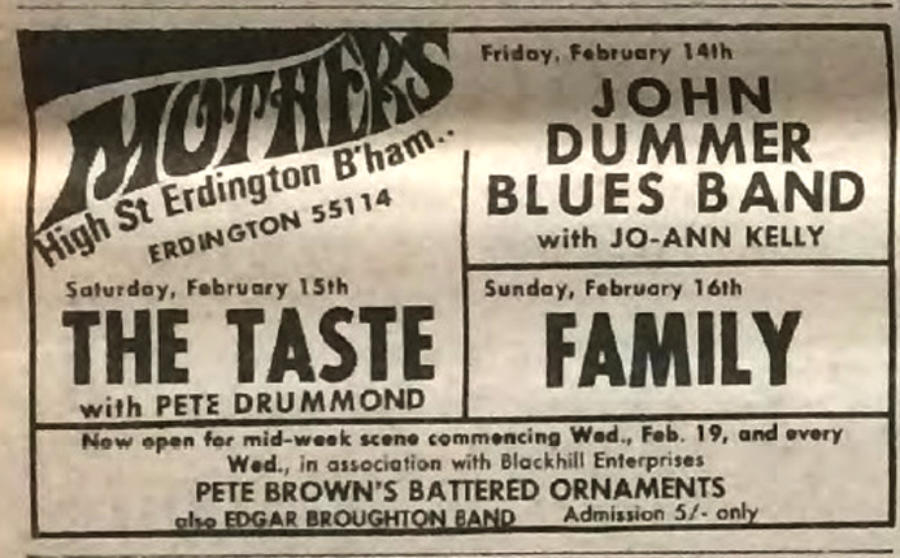 MOTHERS
High St Erdington B'ham..
ERDINGTON 55114
Friday, February 14th
JOHN
DUMMER
BLUES BAND
with JO-ANN KELLY
Saturday, February 15th
THE TASTE
with PETE DRUMMOND
Sunday, February 16th
FAMILY
Now open for mid-week scene commencing Wed., Feb. 19, and every
Wed., in association with Blackhill Enterprises
PETE BROWN'S BATTERED ORNAMENTS
also EDGAR BROUGHTON BAND Admission 5/- only